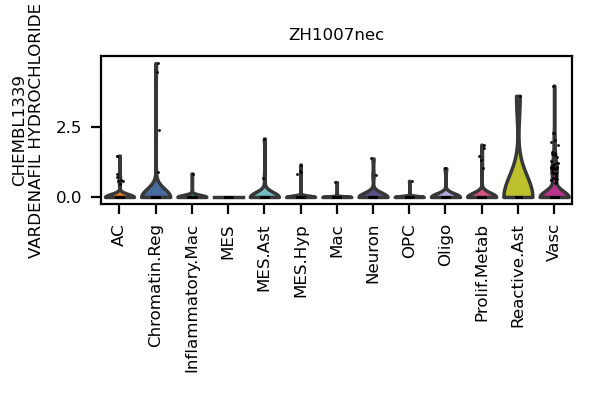 ZH1007nec
CHEMBL1339
VARDENAFIL HYDROCHLORIDE
2.5
0.0
AC
Chromatin.Reg
Inflammatory.Mac
MES
MES.Ast
MES.Hyp
Mac
Neuron
OPC
Oligo
Prolif.Metab
Reactive.Ast
Vasc